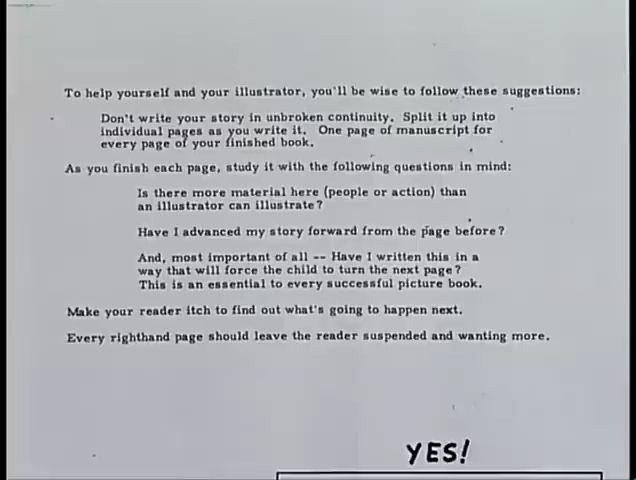 To help yourself and your illustrator, you'll be wise to follow these suggestions:
Don't write your story in unbroken continuity. Split it up into
individual pages as you write it. One page of manuscript for
every page of your finished book.
As you finish each page, study it with the following questions in mind:
Is there more material here (people or action) than
an illustrator can illustrate?
Have I advanced my story forward from the page before?
And, most important of all -- Have I written this in a
way that will force the child to turn the next page?
This is an essential to every successful picture book.
Make your reader itch to find out what's going to happen next.
Every righthand page should leave the reader suspended and wanting more.
YES!